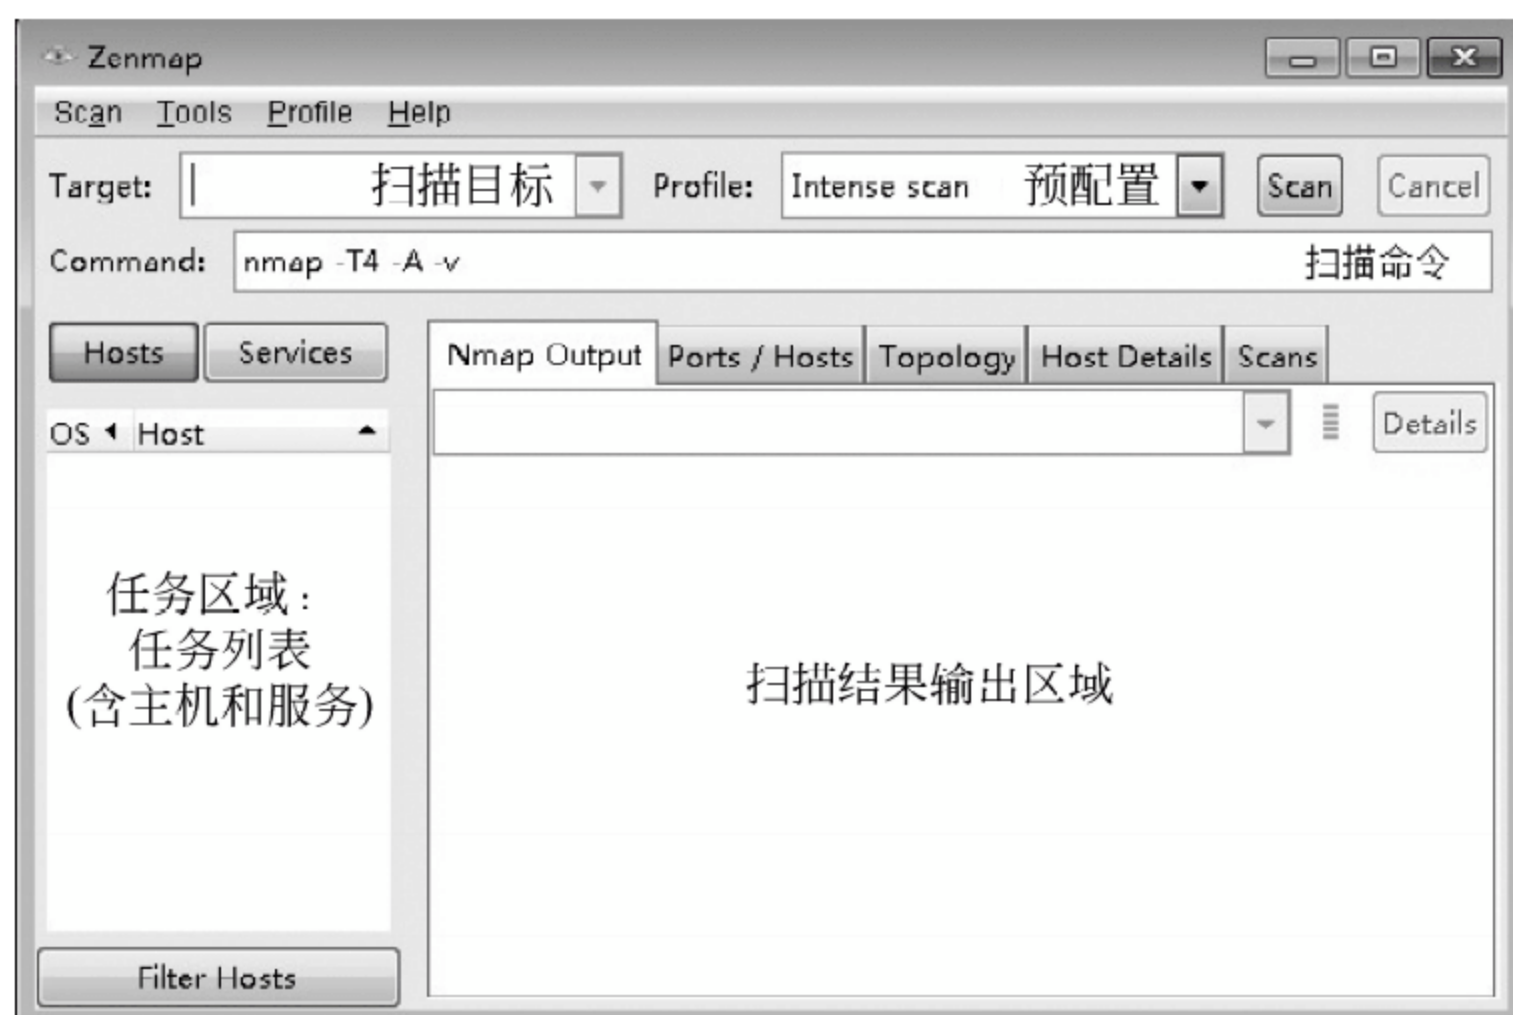 Zenmap
Scan Tools Profile Help
Target: 扫描目标 Profile: Intense scan 预配置 Scan Cancel
Command: nmap -T4 -A -v 扫描命令
Hosts Services
Nmap Output Ports / Hosts Topology Host Details Scans
OS Host
Details
任务区域:
任务列表
(含主机和服务)
扫描结果输出区域
Filter Hosts